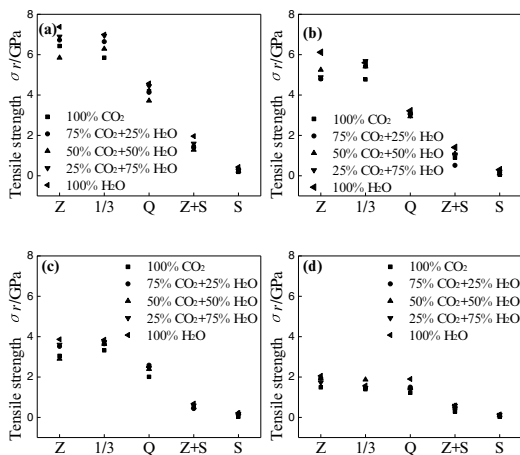 (a)
Tensile strength σr/GPa
8
6
4
2
0
100% CO₂
75% CO₂+25% H₂O
50% CO₂+50% H₂O
25% CO₂+75% H₂O
100% H₂O
Z 1/3 Q Z+S S
(b)
Tensile strength σr/GPa
8
6
4
2
0
100% CO₂
75% CO₂+25% H₂O
50% CO₂+50% H₂O
25% CO₂+75% H₂O
100% H₂O
Z 1/3 Q Z+S S
(c)
Tensile strength σr/GPa
8
6
4
2
0
100% CO₂
75% CO₂+25% H₂O
50% CO₂+50% H₂O
25% CO₂+75% H₂O
100% H₂O
Z 1/3 Q Z+S S
(d)
Tensile strength σr/GPa
8
6
4
2
0
100% CO₂
75% CO₂+25% H₂O
50% CO₂+50% H₂O
25% CO₂+75% H₂O
100% H₂O
Z 1/3 Q Z+S S